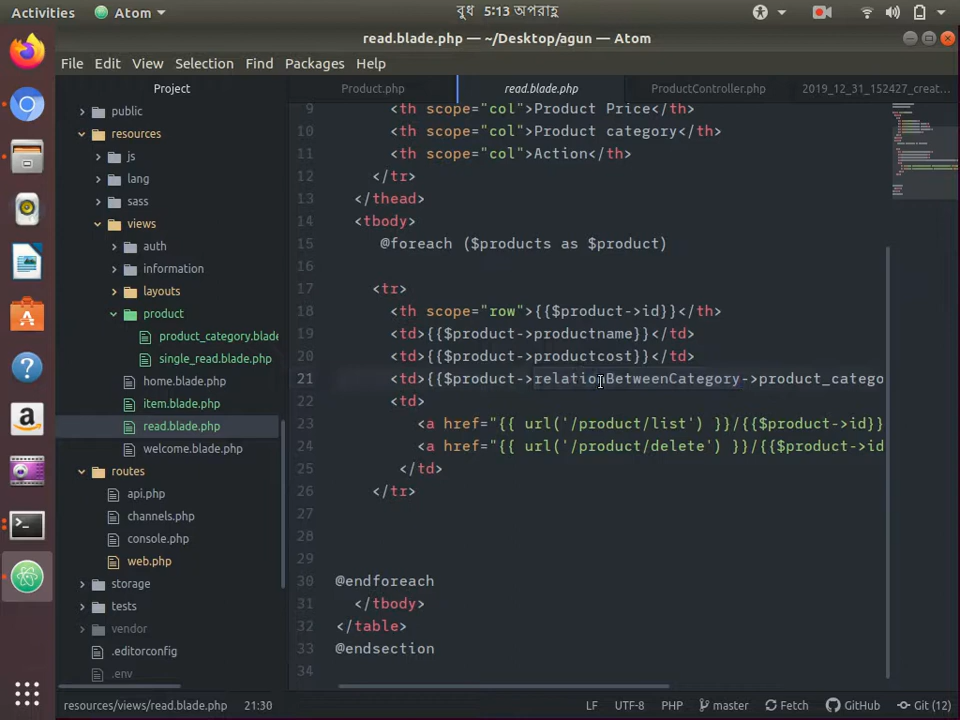 Activities
Atom
বুধ 5:13 অপরাহ্ণ
read.blade.php — ~/Desktop/agun — Atom
File Edit View Selection Find Packages Help
Project
public
resources
js
lang
sass
views
auth
information
layouts
product
product_category.blade
single_read.blade.php
home.blade.php
item.blade.php
read.blade.php
welcome.blade.php
routes
api.php
channels.php
console.php
web.php
storage
tests
vendor
.editorconfig
.env
Product.php read.blade.php ProductController.php 2019_12_31_152427_creat...
9 <th scope="col">Product Price</th>
10 <th scope="col">Product category</th>
11 <th scope="col">Action</th>
12 </tr>
13 </thead>
14 <tbody>
15 @foreach ($products as $product)
16
17 <tr>
18 <th scope="row">{{$product->id}}</th>
19 <td>{{$product->productname}}</td>
20 <td>{{$product->productcost}}</td>
21 <td>{{$product->relationBetweenCategory->product_catego
22 <td>
23 <a href="{{ url('/product/list') }}/{{$product->id}}
24 <a href="{{ url('/product/delete') }}/{{$product->id
25 </td>
26 </tr>
27
28
29
30 @endforeach
31 </tbody>
32 </table>
33 @endsection
34
resources/views/read.blade.php 21:30 LF UTF-8 PHP master Fetch GitHub Git (12)